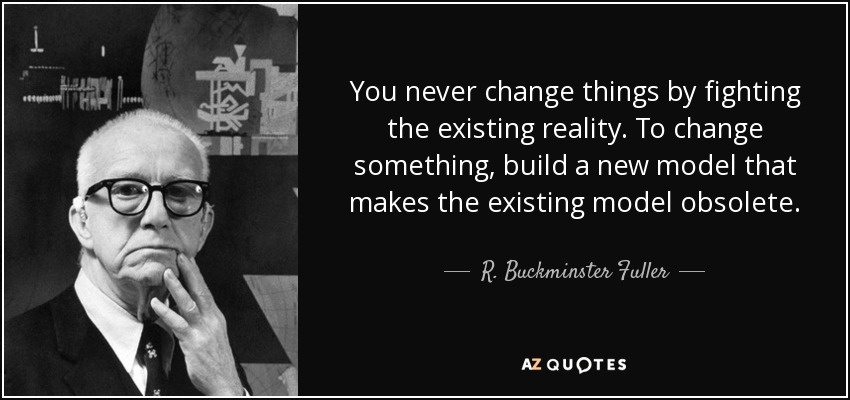 You never change things by fighting
the existing reality. To change
something, build a new model that
makes the existing model obsolete.
R. Buckminster Fuller
AZ QUOTES